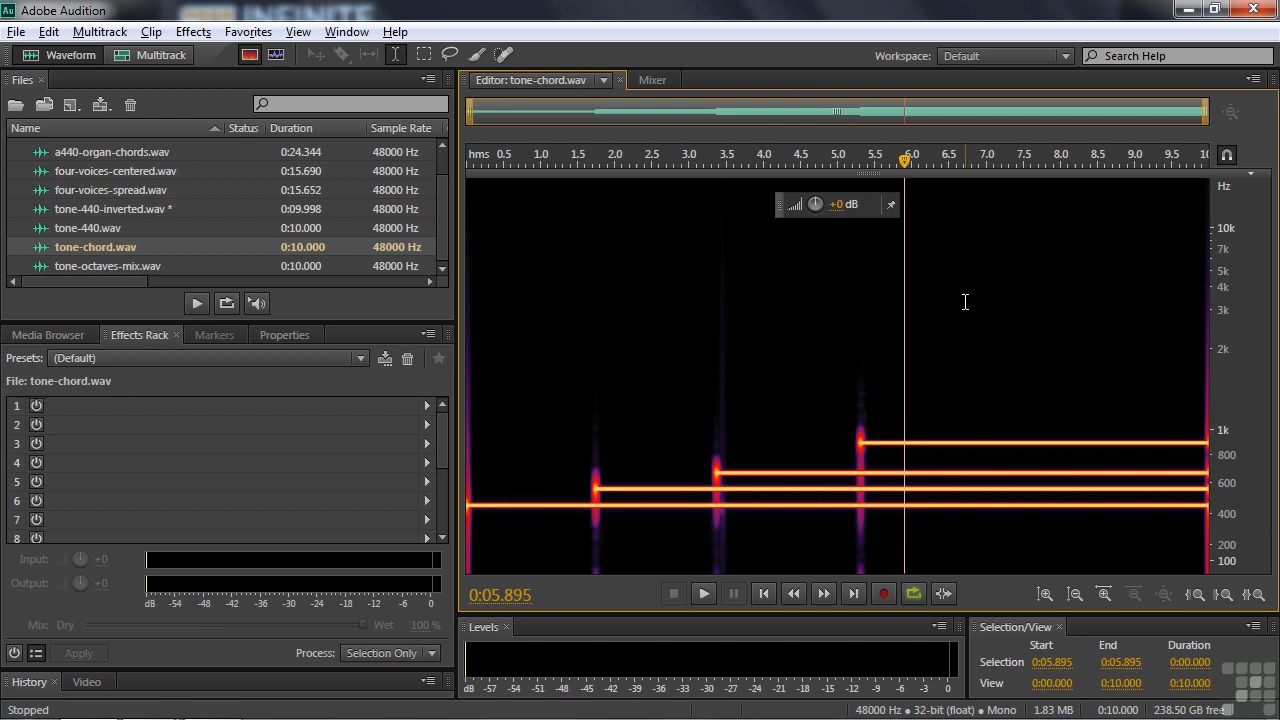 Au Adobe Audition
File Edit Multitrack Clip Effects Favorites View Window Help
Waveform Multitrack Workspace: Default Search Help
Files × Editor: tone-chord.wav × Mixer
Name Status Duration Sample Rate
a440-organ-chords.wav 0:24.344 48000 Hz
four-voices-centered.wav 0:15.690 48000 Hz
four-voices-spread.wav 0:15.652 48000 Hz
tone-440-inverted.wav * 0:09.998 48000 Hz
tone-440.wav 0:10.000 48000 Hz
tone-chord.wav 0:10.000 48000 Hz
tone-octaves-mix.wav 0:10.000 48000 Hz
hms 0.5 1.0 1.5 2.0 2.5 3.0 3.5 4.0 4.5 5.0 5.5 6.0 6.5 7.0 7.5 8.0 8.5 9.0 9.5 10
+0 dB
Hz
10k
7k
5k
4k
3k
2k
1k
800
600
400
200
100
Media Browser Effects Rack × Markers Properties
Presets: (Default)
File: tone-chord.wav
1
2
3
4
5
6
7
8
Input: +0
Output: +0
dB -54 -48 -42 -36 -30 -24 -18 -12 -6 0
Mix: Dry Wet 100 %
Apply Process: Selection Only
History × Video
0:05.895
Levels ×
dB -57 -54 -51 -48 -45 -42 -39 -36 -33 -30 -27 -24 -21 -18 -15 -12 -9 -6 -3 0
Selection/View ×
Start End Duration
Selection 0:05.895 0:05.895 0:00.000
View 0:00.000 0:10.000 0:10.000
Stopped 48000 Hz ● 32-bit (float) ● Mono 1.83 MB 0:10.000 238.50 GB free